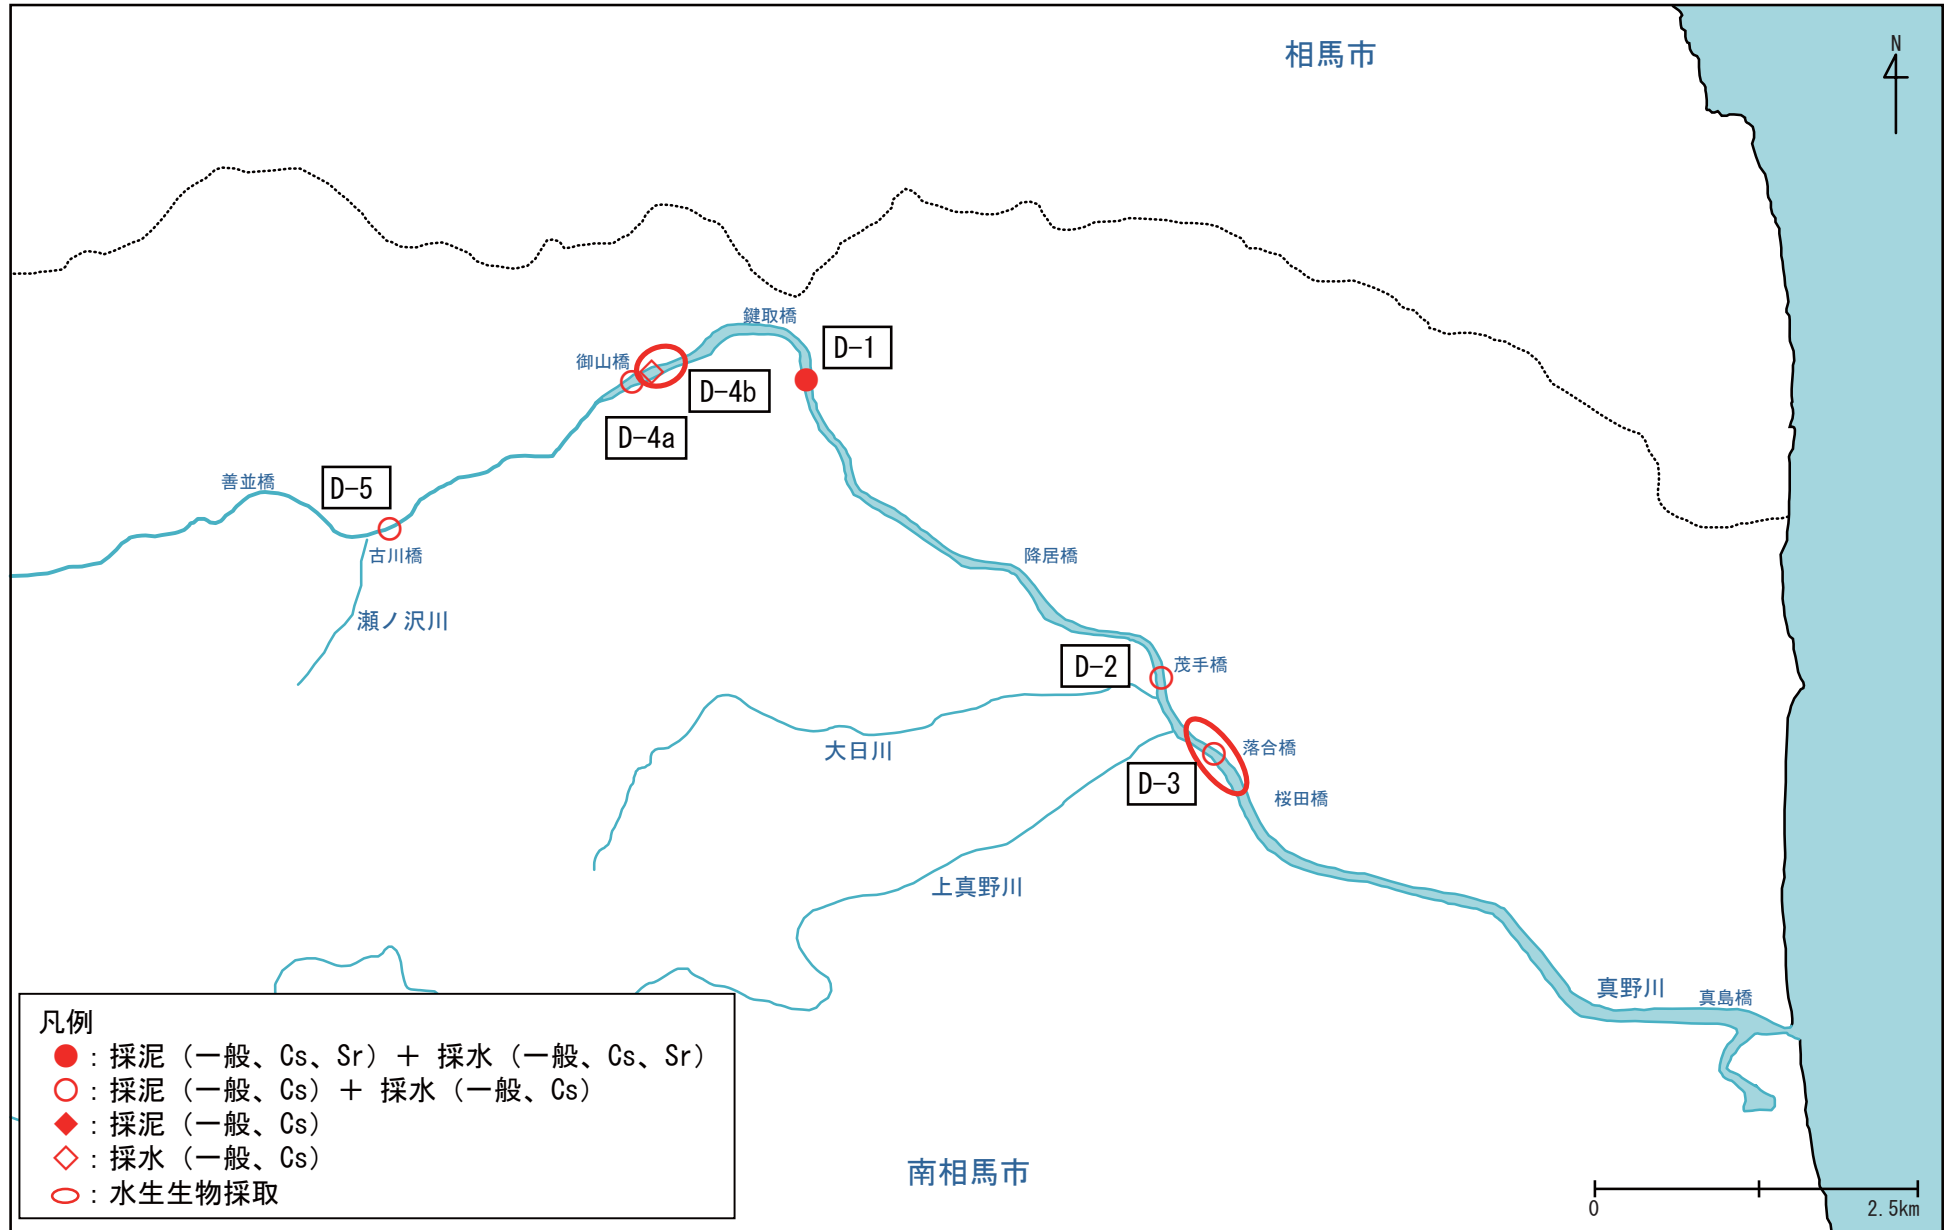 相馬市
N
鍵取橋
D-1
御山橋
D-4b
D-4a
善並橋
D-5
古川橋
降居橋
瀬ノ沢川
D-2
茂手橋
大日川
落合橋
D-3
桜田橋
上真野川
真野川
真島橋
凡例
: 採泥（一般、Cs、Sr）＋ 採水（一般、Cs、Sr）
: 採泥（一般、Cs）＋ 採水（一般、Cs）
: 採泥（一般、Cs）
: 採水（一般、Cs）
: 水生生物採取
南相馬市
0 2.5km